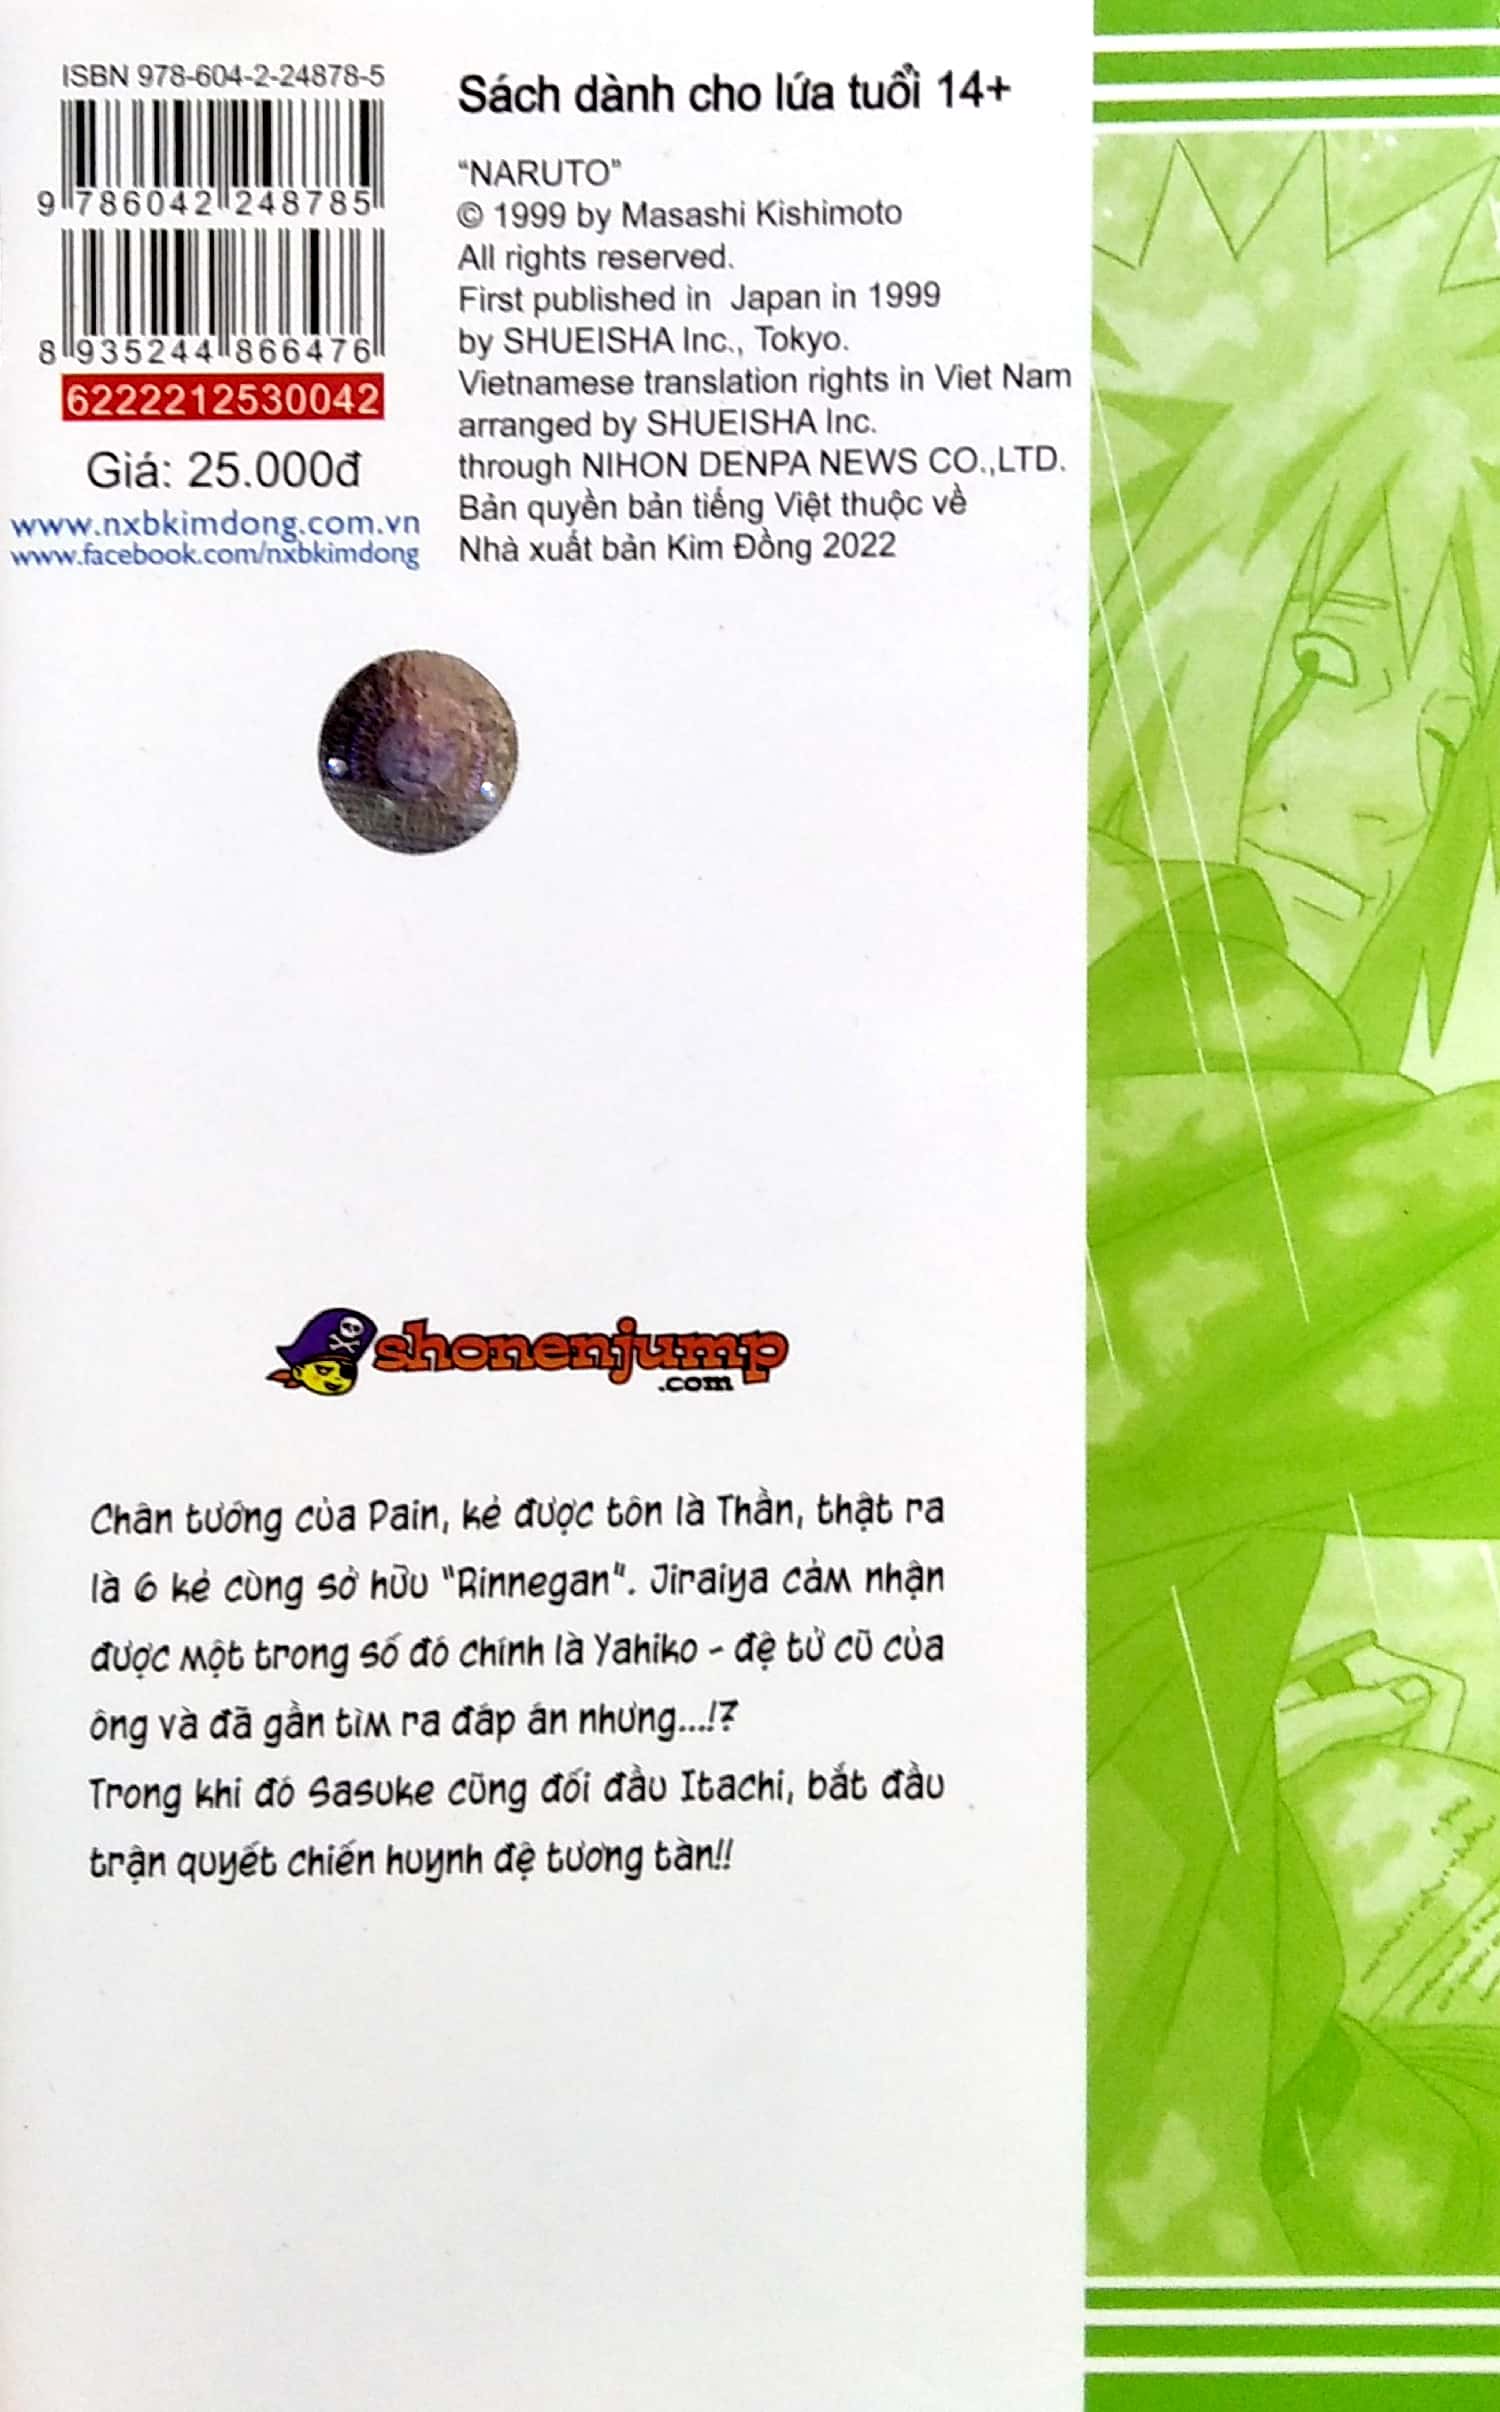 ISBN 978-604-2-24878-5
9 786042 248785
8 935244 866476
6222212530042
Giá: 25.000đ
www.nxbkimdong.com.vn
www.facebook.com/nxbkimdong
Sách dành cho lứa tuổi 14+
“NARUTO”
© 1999 by Masashi Kishimoto
All rights reserved.
First published in Japan in 1999
by SHUEISHA Inc., Tokyo.
Vietnamese translation rights in Viet Nam
arranged by SHUEISHA Inc.
through NIHON DENPA NEWS CO.,LTD.
Bản quyền bản tiếng Việt thuộc về
Nhà xuất bản Kim Đồng 2022
shonenjump
.com
Chân tướng của Pain, kẻ được tôn là Thần, thật ra
là 6 kẻ cùng sở hữu "Rinnegan". Jiraiya cảm nhận
được một trong số đó chính là Yahiko - đệ tử cũ của
ông và đã gần tìm ra đáp án nhưng...!?
Trong khi đó Sasuke cũng đối đầu Itachi, bắt đầu
trận quyết chiến huynh đệ tương tàn!!